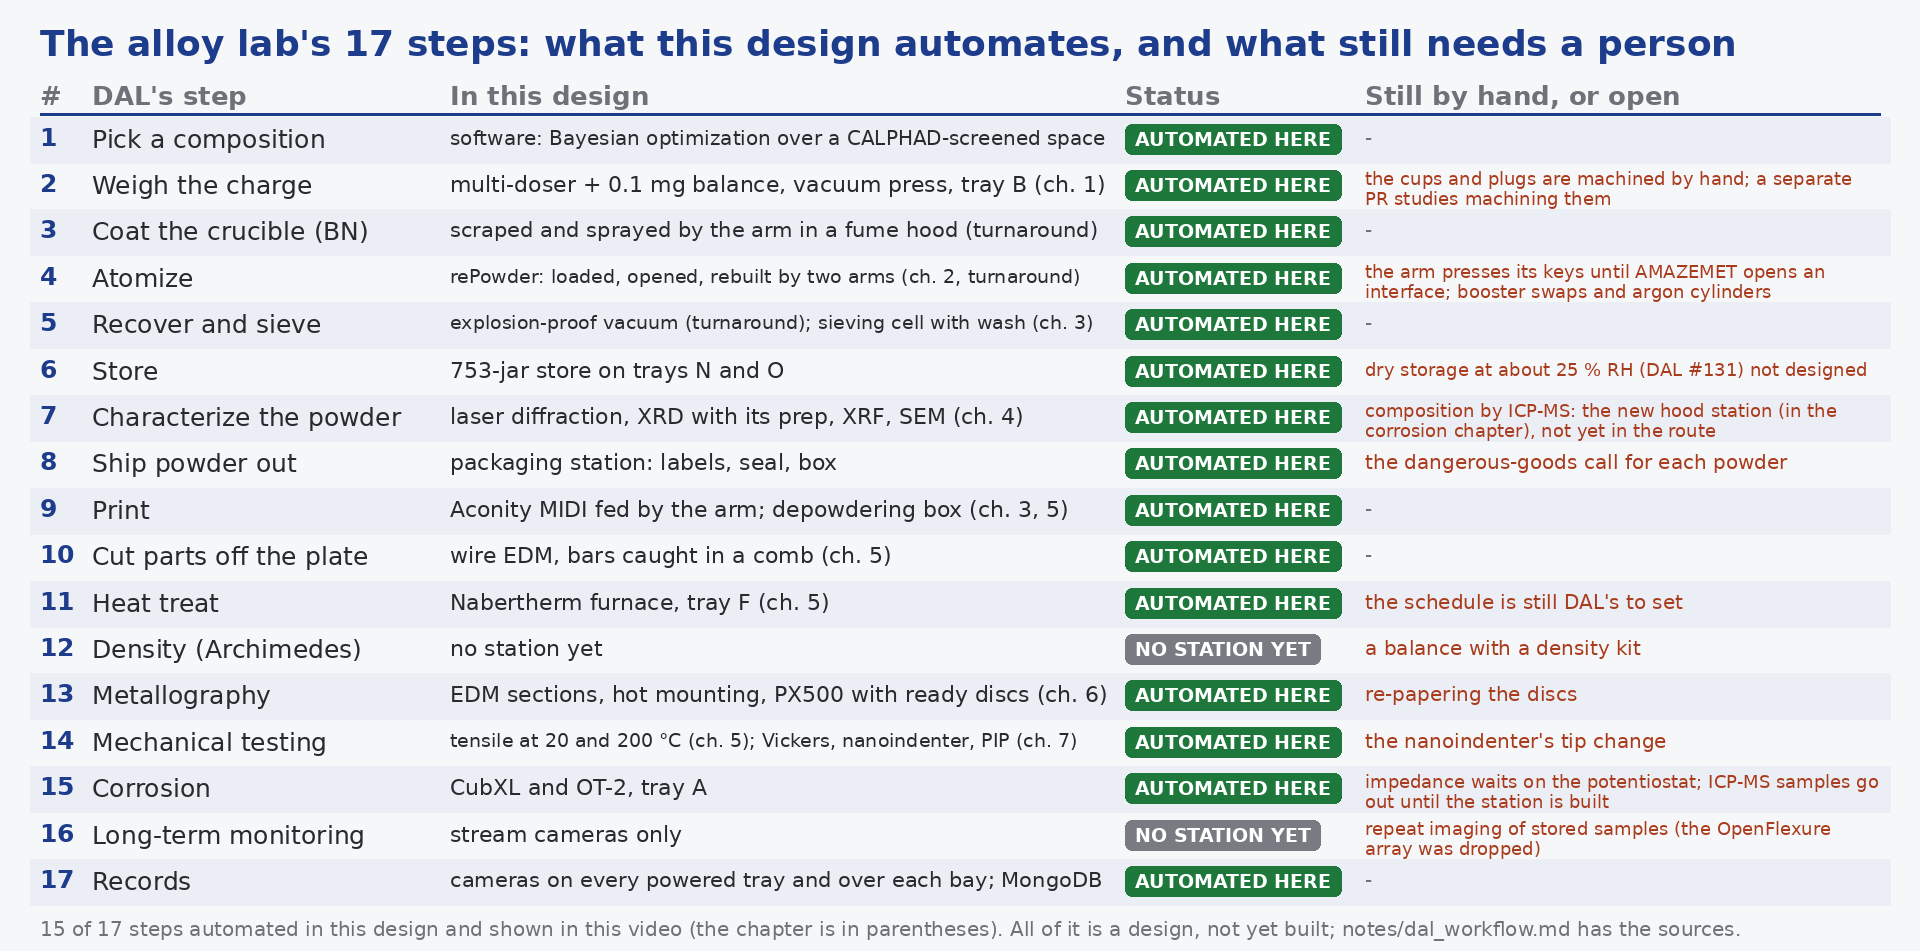 The alloy lab's 17 steps: what this design automates, and what still needs a person
# DAL's step In this design Status Still by hand, or open
1 Pick a composition software: Bayesian optimization over a CALPHAD-screened space AUTOMATED HERE -
2 Weigh the charge multi-doser + 0.1 mg balance, vacuum press, tray B (ch. 1) AUTOMATED HERE the cups and plugs are machined by hand; a separate
PR studies machining them
3 Coat the crucible (BN) scraped and sprayed by the arm in a fume hood (turnaround) AUTOMATED HERE -
4 Atomize rePowder: loaded, opened, rebuilt by two arms (ch. 2, turnaround) AUTOMATED HERE the arm presses its keys until AMAZEMET opens an
interface; booster swaps and argon cylinders
5 Recover and sieve explosion-proof vacuum (turnaround); sieving cell with wash (ch. 3) AUTOMATED HERE -
6 Store 753-jar store on trays N and O AUTOMATED HERE dry storage at about 25 % RH (DAL #131) not designed
7 Characterize the powder laser diffraction, XRD with its prep, XRF, SEM (ch. 4) AUTOMATED HERE composition by ICP-MS: the new hood station (in the
corrosion chapter), not yet in the route
8 Ship powder out packaging station: labels, seal, box AUTOMATED HERE the dangerous-goods call for each powder
9 Print Aconity MIDI fed by the arm; depowdering box (ch. 3, 5) AUTOMATED HERE -
10 Cut parts off the plate wire EDM, bars caught in a comb (ch. 5) AUTOMATED HERE -
11 Heat treat Nabertherm furnace, tray F (ch. 5) AUTOMATED HERE the schedule is still DAL's to set
12 Density (Archimedes) no station yet NO STATION YET a balance with a density kit
13 Metallography EDM sections, hot mounting, PX500 with ready discs (ch. 6) AUTOMATED HERE re-papering the discs
14 Mechanical testing tensile at 20 and 200 °C (ch. 5); Vickers, nanoindenter, PIP (ch. 7) AUTOMATED HERE the nanoindenter's tip change
15 Corrosion CubXL and OT-2, tray A AUTOMATED HERE impedance waits on the potentiostat; ICP-MS samples go
out until the station is built
16 Long-term monitoring stream cameras only NO STATION YET repeat imaging of stored samples (the OpenFlexure
array was dropped)
17 Records cameras on every powered tray and over each bay; MongoDB AUTOMATED HERE -
15 of 17 steps automated in this design and shown in this video (the chapter is in parentheses). All of it is a design, not yet built; notes/dal_workflow.md has the sources.